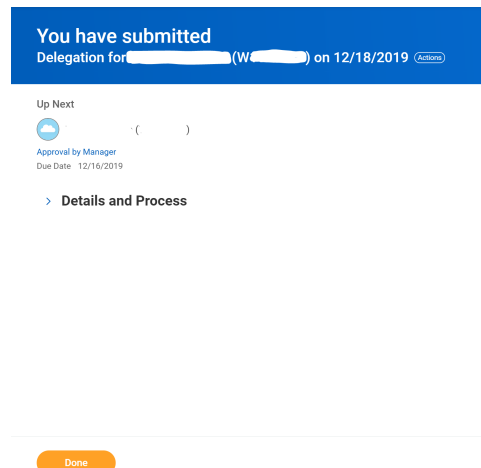 You have submitted
Delegation for (W ) on 12/18/2019 Actions
Up Next
( )
Approval by Manager
Due Date 12/16/2019
Details and Process
Done